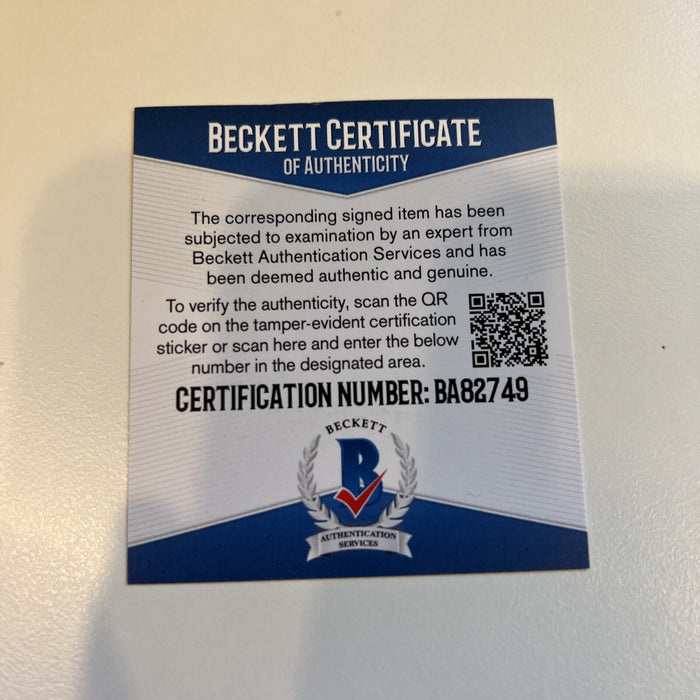 BECKETT CERTIFICATE
OF AUTHENTICITY
The corresponding signed item has been
subjected to examination by an expert from
Beckett Authentication Services and has
been deemed authentic and genuine.
To verify the authenticity, scan the QR
code on the tamper-evident certification
sticker or scan here and enter the below
number in the designated area.
CERTIFICATION NUMBER: BA82749
BECKETT
B
AUTHENTICATION
SERVICES